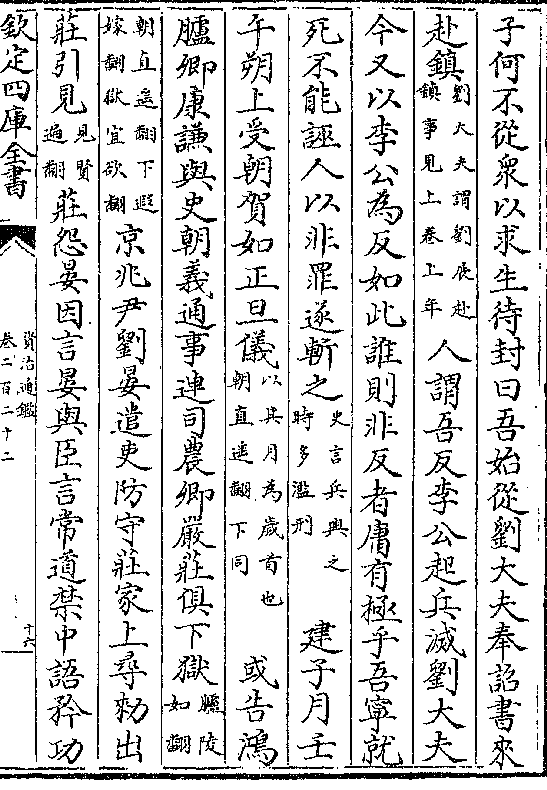 子何不從衆以求生待封曰吾始從劉大夫奉詔書來
赴鎮劉大夫謂劉展赴鎮事見上卷上年人謂吾反李公起兵滅劉大夫
今又以李公為反如此誰則非反者庸有極乎吾寧就
死不能誣人以非罪遂斬之史言兵興之時多濫刑建子月壬
午朔上受朝賀如正旦儀以其月為歲首也朝直遥翻下同或告鴻
臚卿康謙與史朝義通事連司農卿嚴莊俱下獄臚陵如翻
朝直遥翻下遐嫁翻獄宜欲翻京兆尹劉晏遣吏防守莊家上尋勑出
莊引見見賢遍翻莊怨晏因言晏與臣言常道禁中語矜功
欽定四庫全書
資治通鑑
卷二百二十二
十六